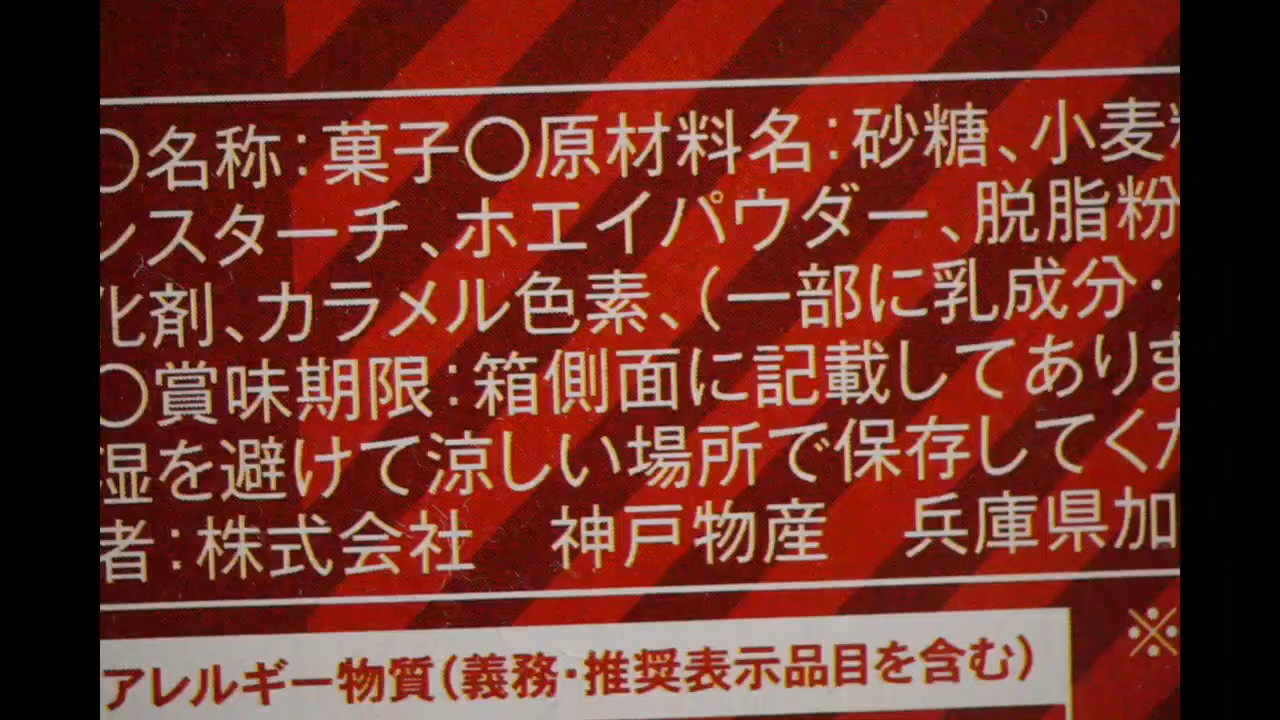 〇名称:菓子〇原材料名:砂糖、小麦
ンスターチ、ホエイパウダー、脱脂粉
化剤、カラメル色素、(一部に乳成分・
〇賞味期限:箱側面に記載してありま
湿を避けて涼しい場所で保存してくだ
者:株式会社 神戸物産 兵庫県加
※
アレルギー物質(義務・推奨表示品目を含む)